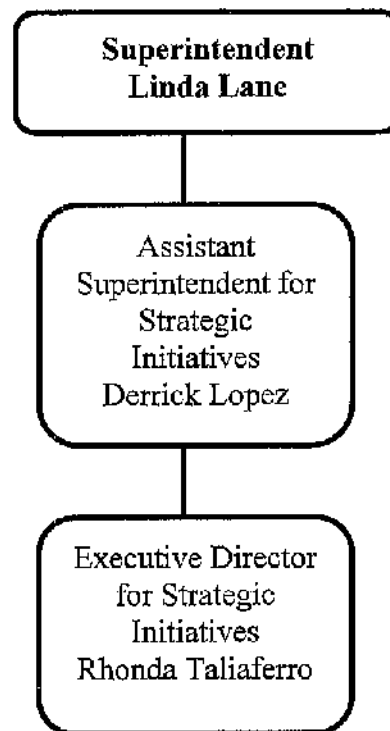 Superintendent
Linda Lane
Assistant
Superintendent for
Strategic
Initiatives
Derrick Lopez
Executive Director
for Strategic
Initiatives
Rhonda Taliaferro